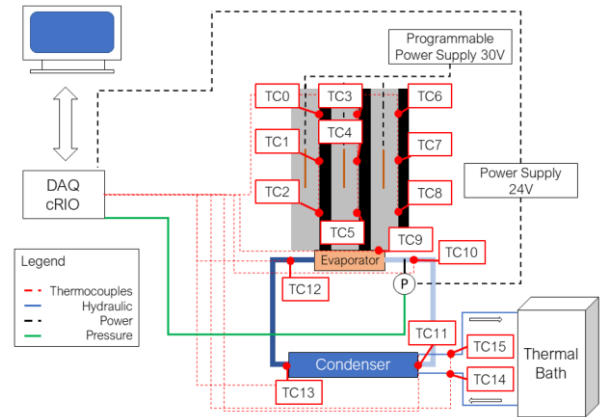 Programmable
Power Supply 30V
TC0
TC3
TC6
TC1
TC4
TC7
DAQ
cRIO
TC2
TC8
Power Supply
24V
TC5
TC9
Evaporator
TC10
Legend
Thermocouples
Hydraulic
Power
Pressure
TC12
P
TC11
TC15
Condenser
TC14
Thermal
Bath
TC13